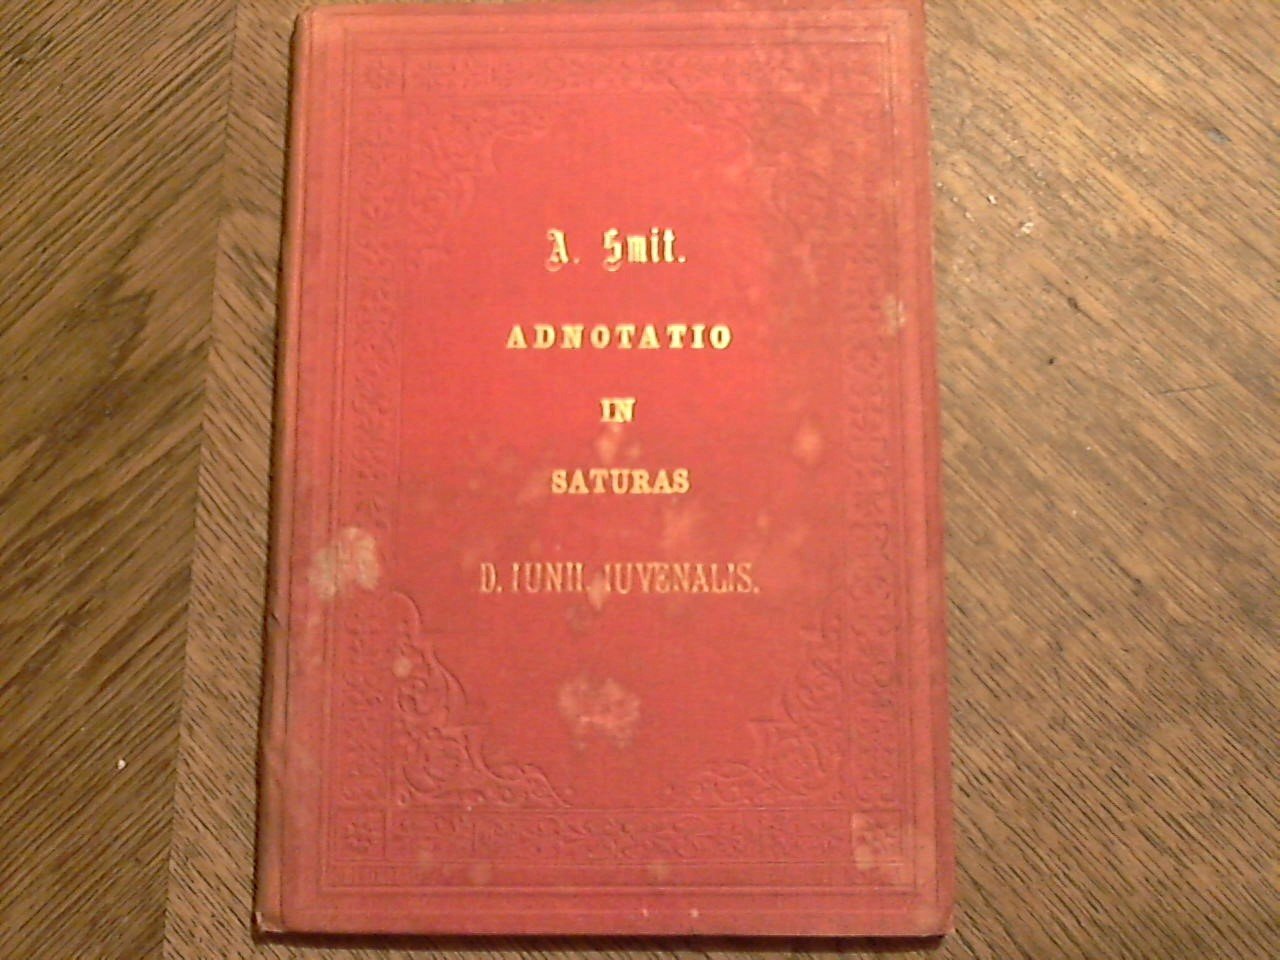 A. Smit.
ADNOTATIO
IN
SATURAS
D. IUNII. IUVENALIS.